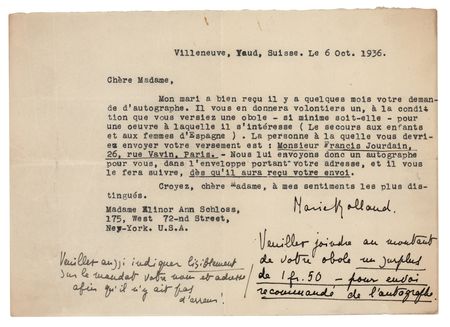 Villeneuve, Vaud, Suisse. Le 6 Oct. 1936.
Chère Madame,
Mon mari a bien reçu il y a quelques mois votre deman-
de d'autographe. Il vous en donnera volontiers un, à la condi-
tion que vous versiez une obole - si minime soit-elle - pour
une oeuvre à laquelle il s'intéresse ( Le secours aux enfants
et aux femmes d'Espagne ) . La personne à la quelle vous devri-
ez envoyer votre versement est : Monsieur Francis Jourdain,
26, rue Vavin, Paris. - Nous lui envoyons donc un autographe
pour vous, dans l'enveloppe portant votre adresse, et il vous
le fera suivre, dès qu'il aura reçu votre envoi.
Croyez, chère Madame, à mes sentiments les plus dis-
tingués.
Marie Rolland.
Madame Elinor Ann Schloss,
175, West 72-nd Street,
New-York. U.S.A.
Veuillez aussi indiquer lisiblement
sur le mandat votre nom et adresse
afin qu'il n'y ait pas
d'erreur!
Veuillez joindre au montant
de votre obole un surplus
de 1 fr. 50 - pour envoi
recommandé de l'autographe.